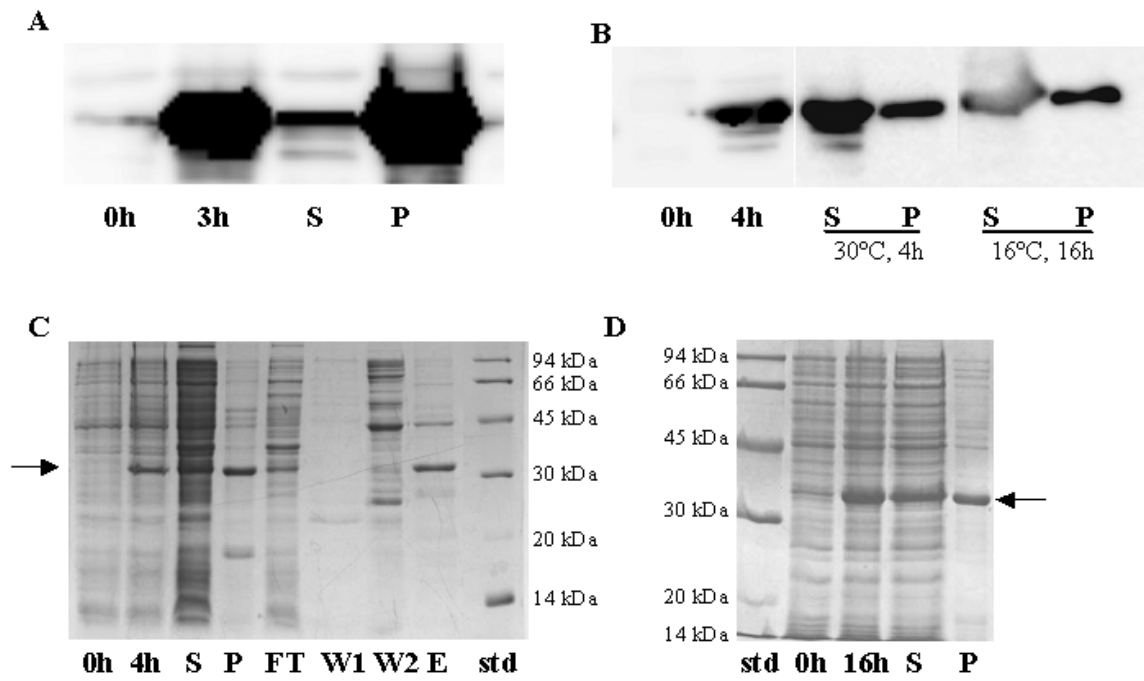 A
B
0h 3h S P
0h 4h S P S P
30°C, 4h 16°C, 16h
C
D
94 kDa
66 kDa
45 kDa
30 kDa
20 kDa
14 kDa
94 kDa
66 kDa
45 kDa
30 kDa
20 kDa
14 kDa
0h 4h S P FT W1 W2 E std
std 0h 16h S P